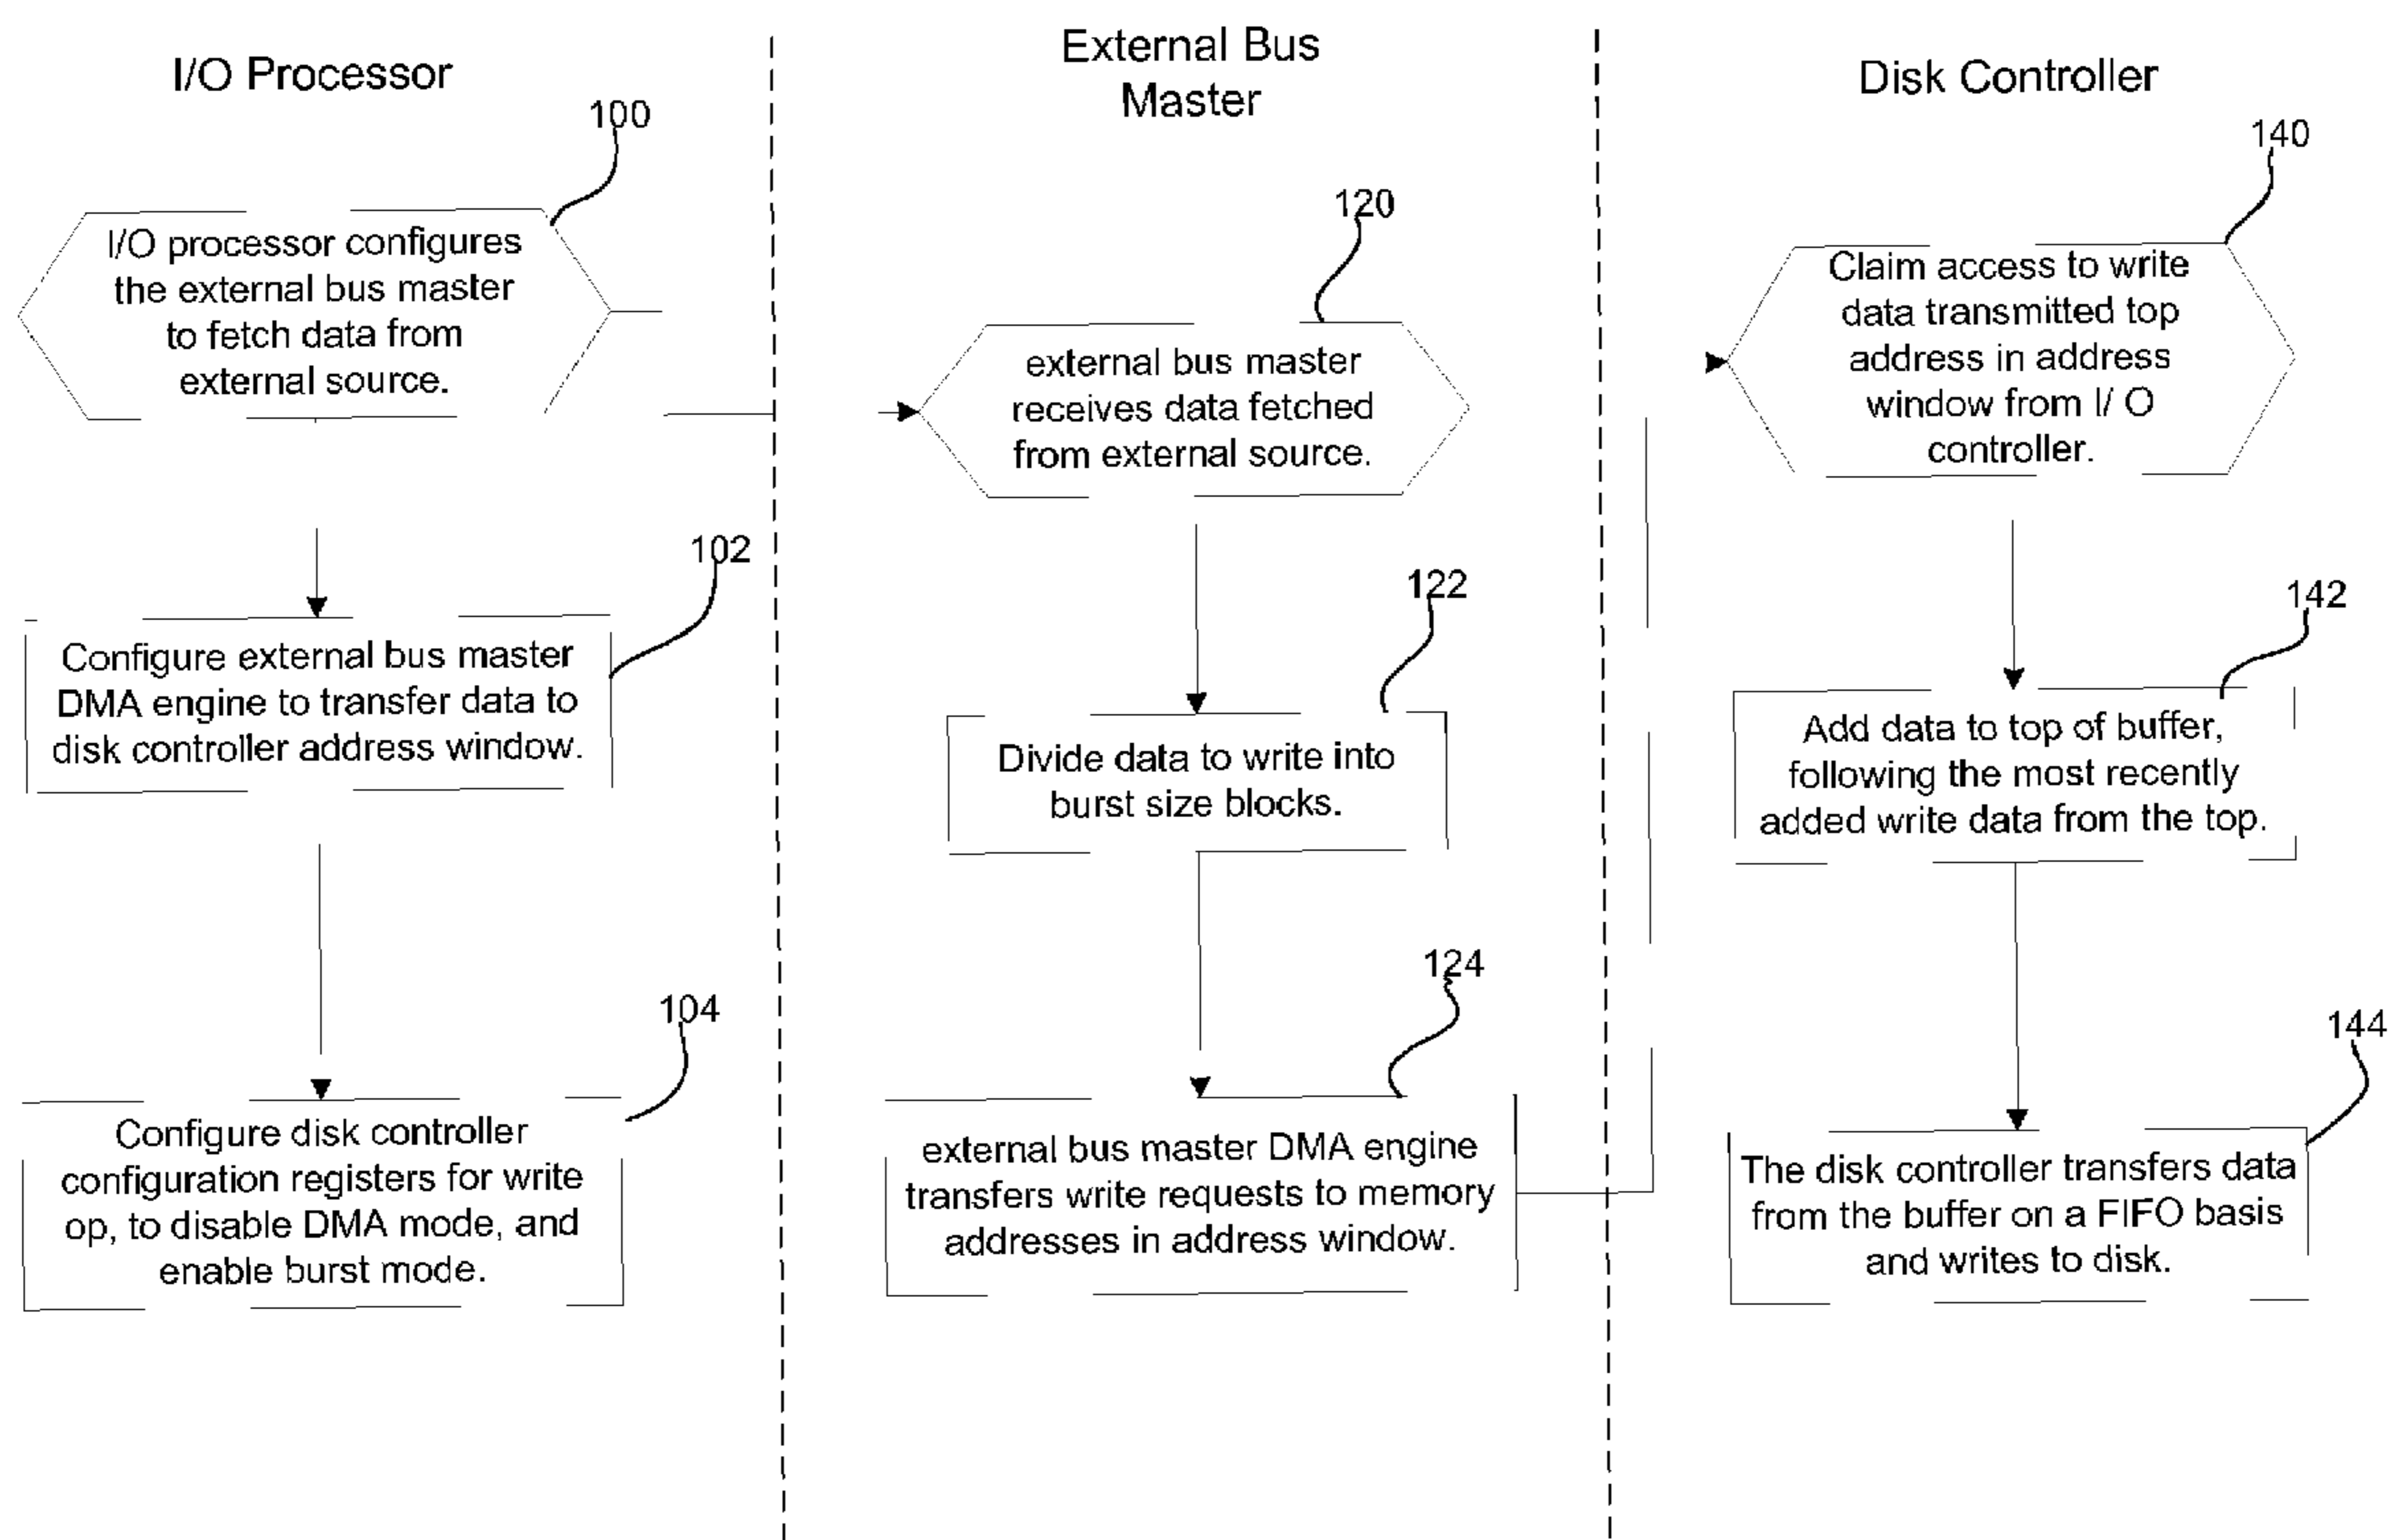 I/O Processor
100
I/O processor configures
the external bus master
to fetch data from
external source.
102
Configure external bus master
DMA engine to transfer data to
disk controller address window.
104
Configure disk controller
configuration registers for write
op, to disable DMA mode, and
enable burst mode.
External Bus
Master
120
external bus master
receives data fetched
from external source.
122
Divide data to write into
burst size blocks.
124
external bus master DMA engine
transfers write requests to memory
addresses in address window.
Disk Controller
140
Claim access to write
data transmitted top
address in address
window from I/ O
controller.
142
Add data to top of buffer,
following the most recently
added write data from the top.
144
The disk controller transfers data
from the buffer on a FIFO basis
and writes to disk.